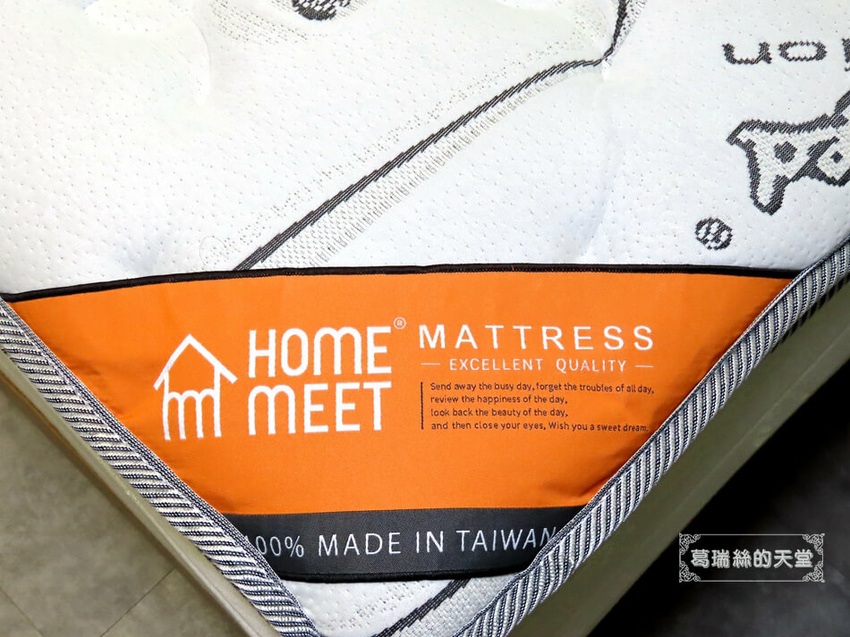 HOME
MEET®
MATTRESS
— EXCELLENT QUALITY —
Send away the busy day, forget the troubles of all day,
review the happiness of the day,
look back the beauty of the day,
and then close your eyes, Wish you a sweet dream.
100% MADE IN TAIWAN
葛瑞絲的天堂